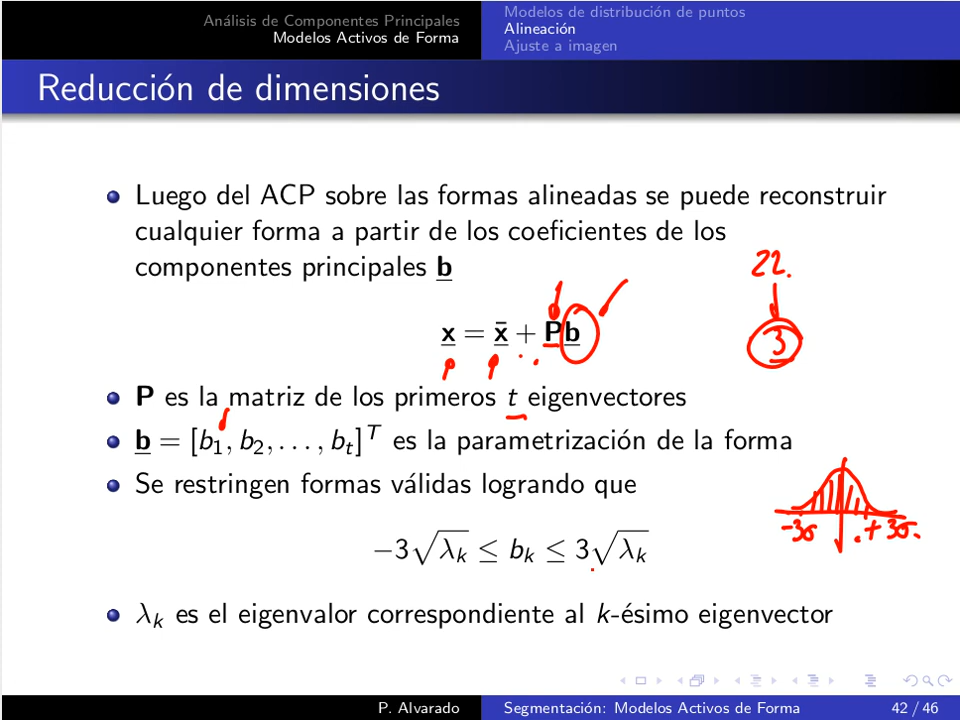 Análisis de Componentes Principales
Modelos Activos de Forma
Modelos de distribución de puntos
Alineación
Ajuste a imagen
Reducción de dimensiones
Luego del ACP sobre las formas alineadas se puede reconstruir
cualquier forma a partir de los coeficientes de los
componentes principales b
22.
3
x = x̄ + Pb
P es la matriz de los primeros t eigenvectores
b = [b₁, b₂, . . . , bₜ]ᵀ es la parametrización de la forma
Se restringen formas válidas logrando que
-3σ +3σ
−3√λₖ ≤ bₖ ≤ 3√λₖ
λₖ es el eigenvalor correspondiente al k-ésimo eigenvector
P. Alvarado
Segmentación: Modelos Activos de Forma
42 / 46